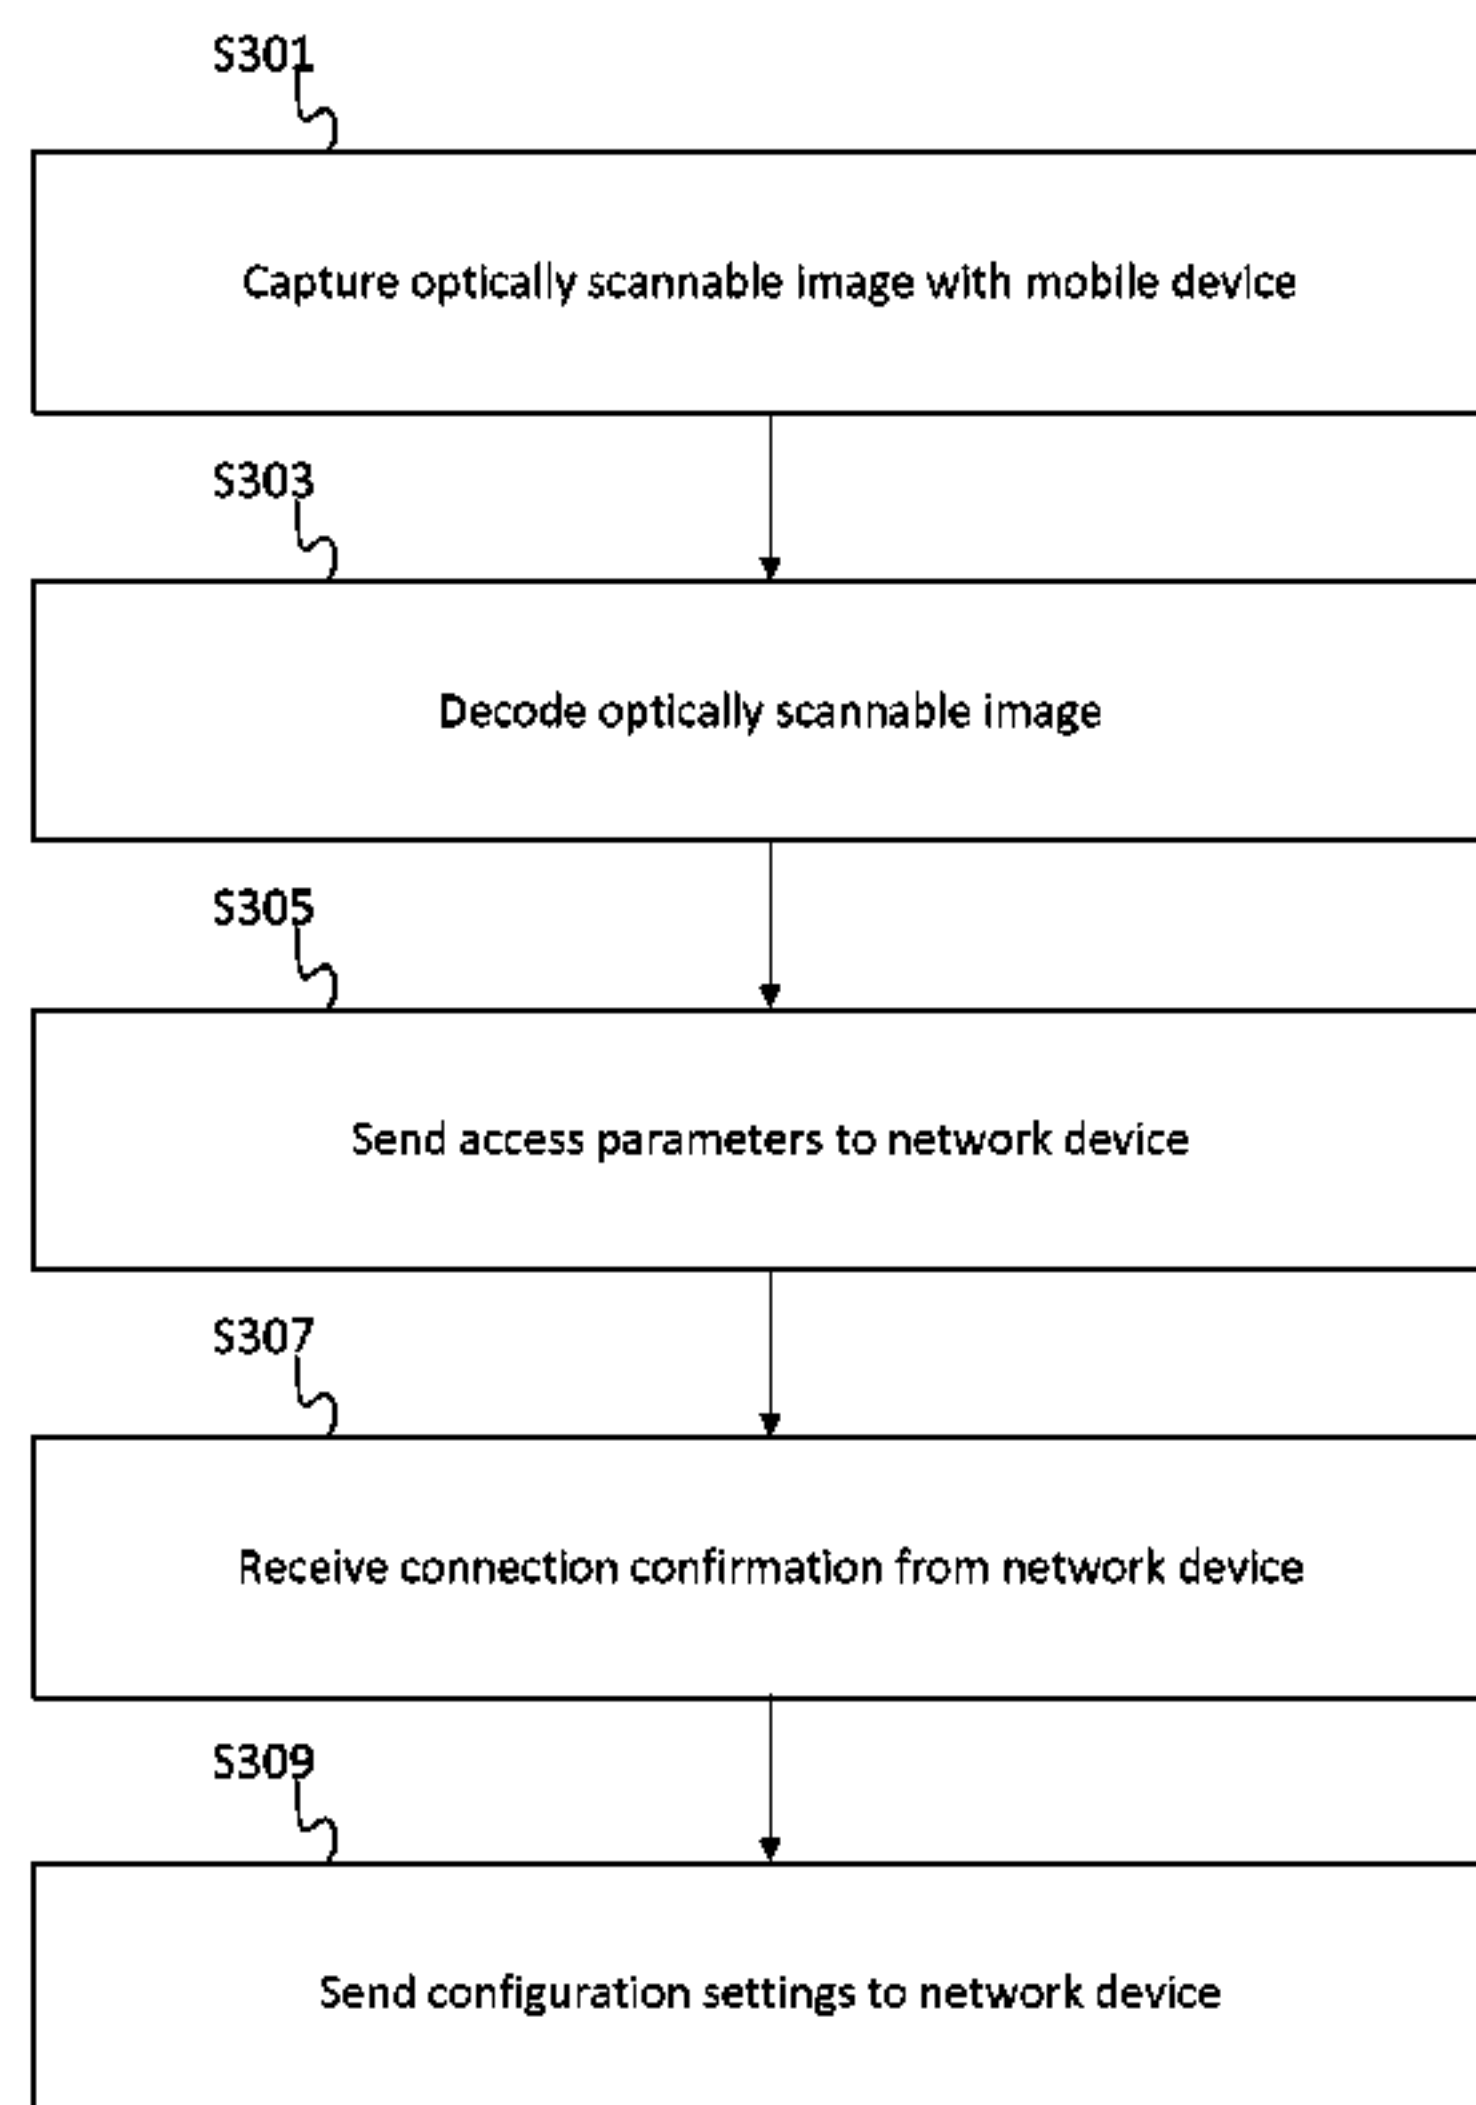 S301
Capture optically scannable image with mobile device
S303
Decode optically scannable image
S305
Send access parameters to network device
S307
Receive connection confirmation from network device
S309
Send configuration settings to network device